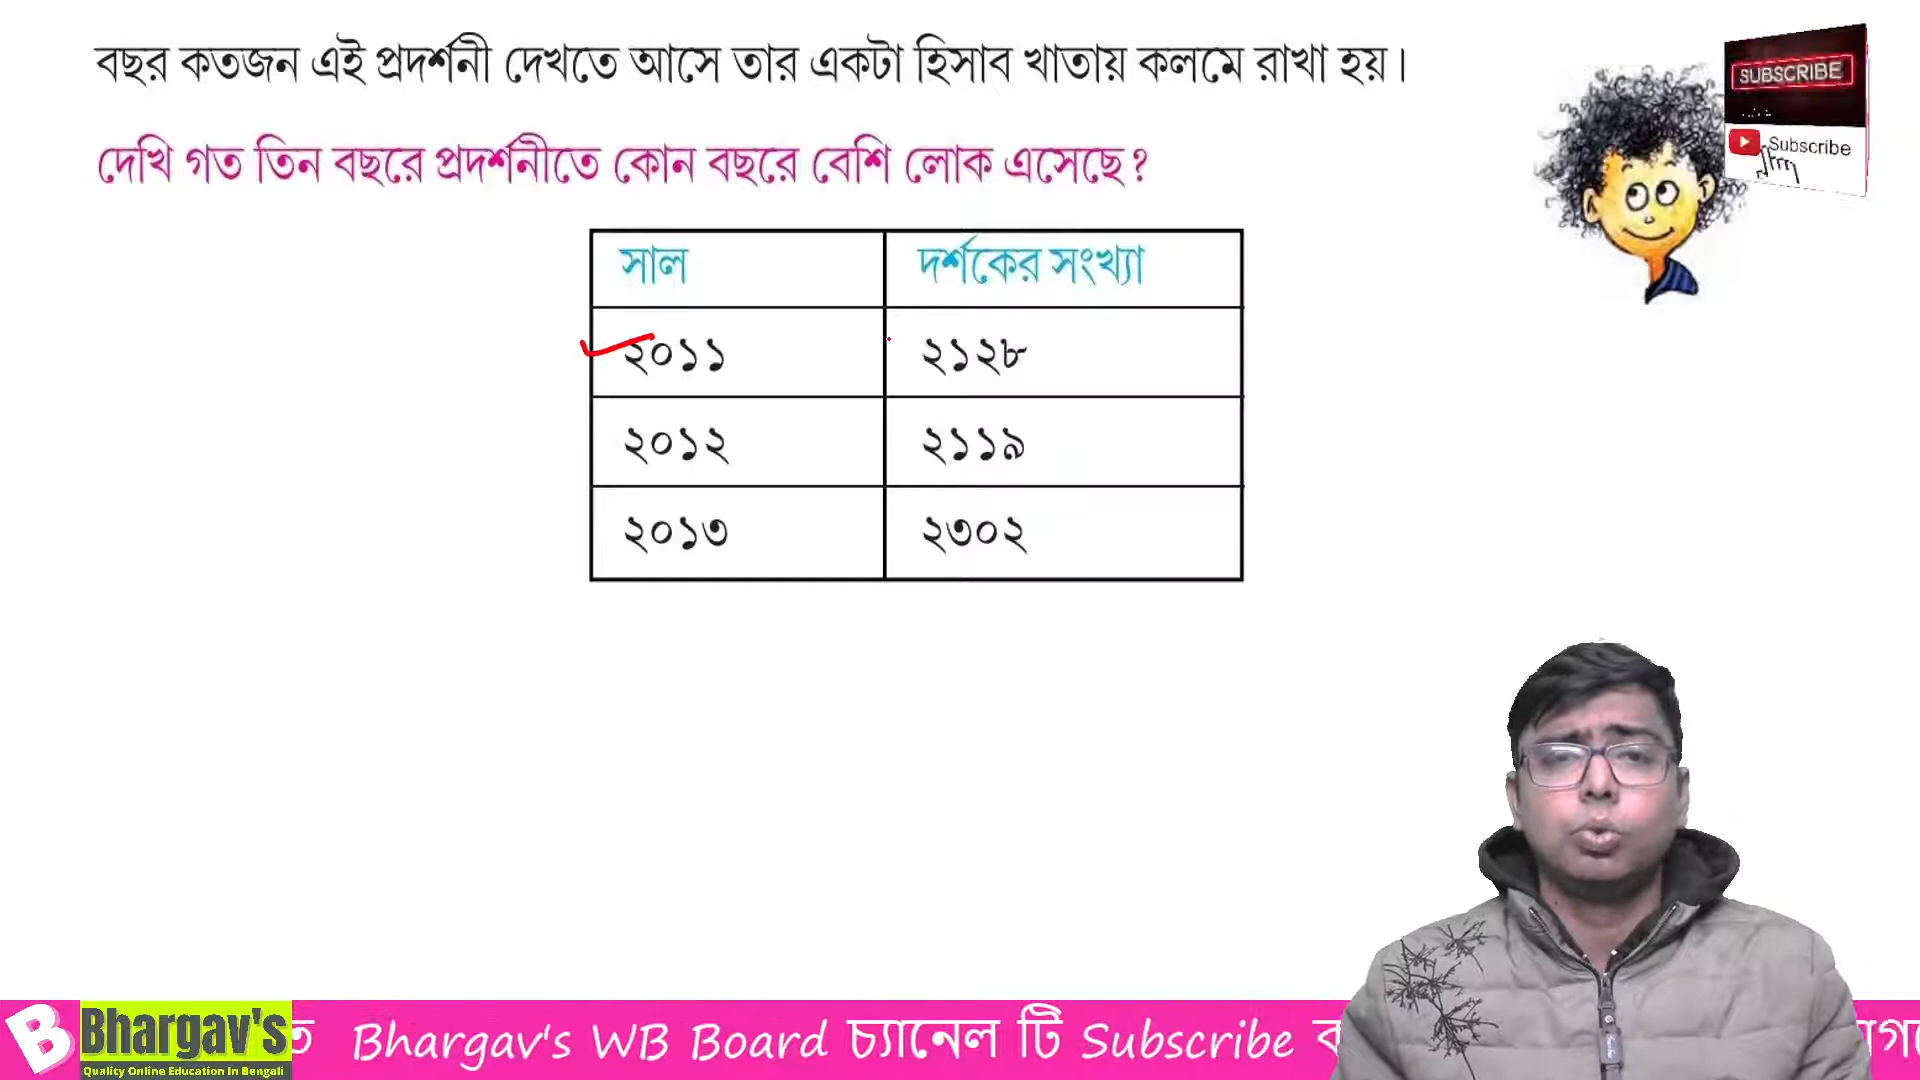 বছর কতজন এই প্রদর্শনী দেখতে আসে তার একটা হিসাব খাতায় কলমে রাখা হয়।
দেখি গত তিন বছরে প্রদর্শনীতে কোন বছরে বেশি লোক এসেছে?
SUBSCRIBE
Subscribe
সাল দর্শকের সংখ্যা
২০১১ ২১২৮
২০১২ ২১১৯
২০১৩ ২৩০২
B Bhargav's
Quality Online Education In Bengali
Bhargav's WB Board চ্যানেল টি Subscribe